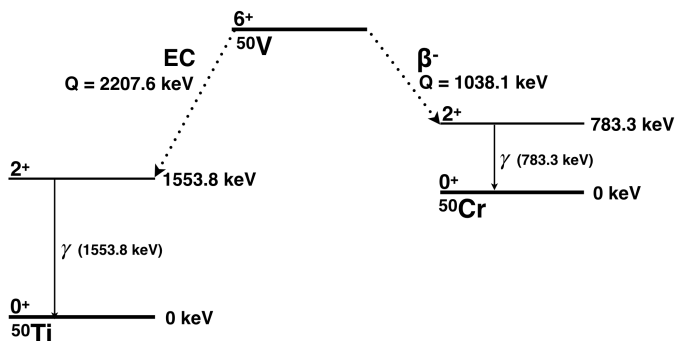 6+
50V
EC
Q = 2207.6 keV
β-
Q = 1038.1 keV
2+
783.3 keV
γ (783.3 keV)
0+
0 keV
50Cr
2+
1553.8 keV
γ (1553.8 keV)
0+
0 keV
50Ti